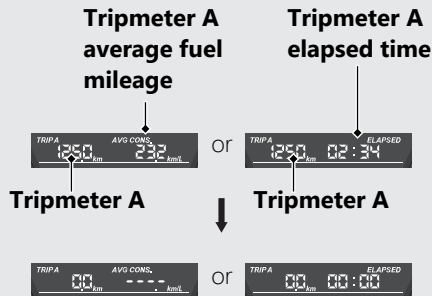 Tripmeter A
average fuel
mileage
Tripmeter A
elapsed time
TRIP A AVG CONS. or TRIP A ELAPSED
125.0 km 23.2 km/L 125.0 km 02:34
Tripmeter A Tripmeter A
TRIP A AVG CONS. or TRIP A ELAPSED
0.0 km ----. km/L 0.0 km 00:00